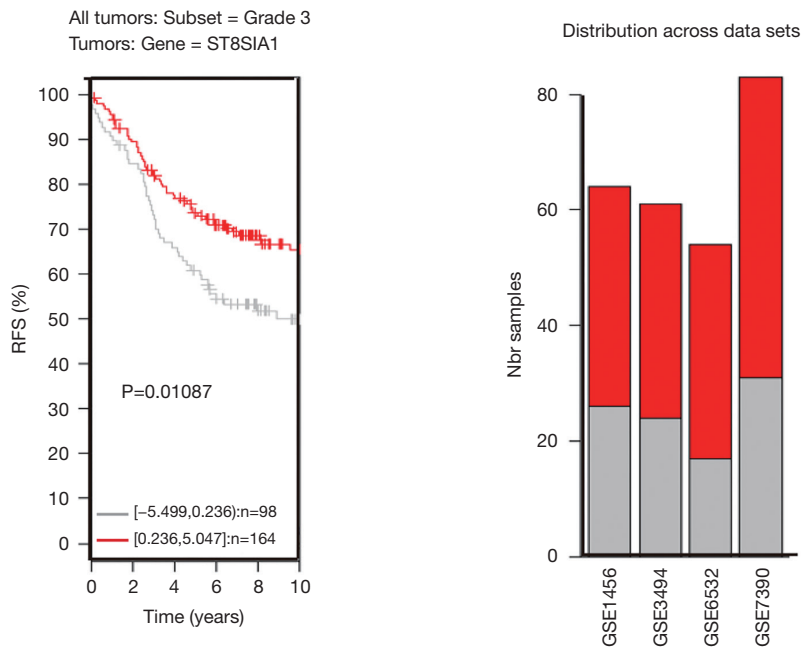 All tumors: Subset = Grade 3
Tumors: Gene = ST8SIA1
RFS (%)
100
90
80
70
60
50
40
30
20
10
0
P=0.01087
[−5.499,0.236):n=98
[0.236,5.047]:n=164
0 2 4 6 8 10
Time (years)
Distribution across data sets
Nbr samples
80
60
40
20
0
GSE1456
GSE3494
GSE6532
GSE7390